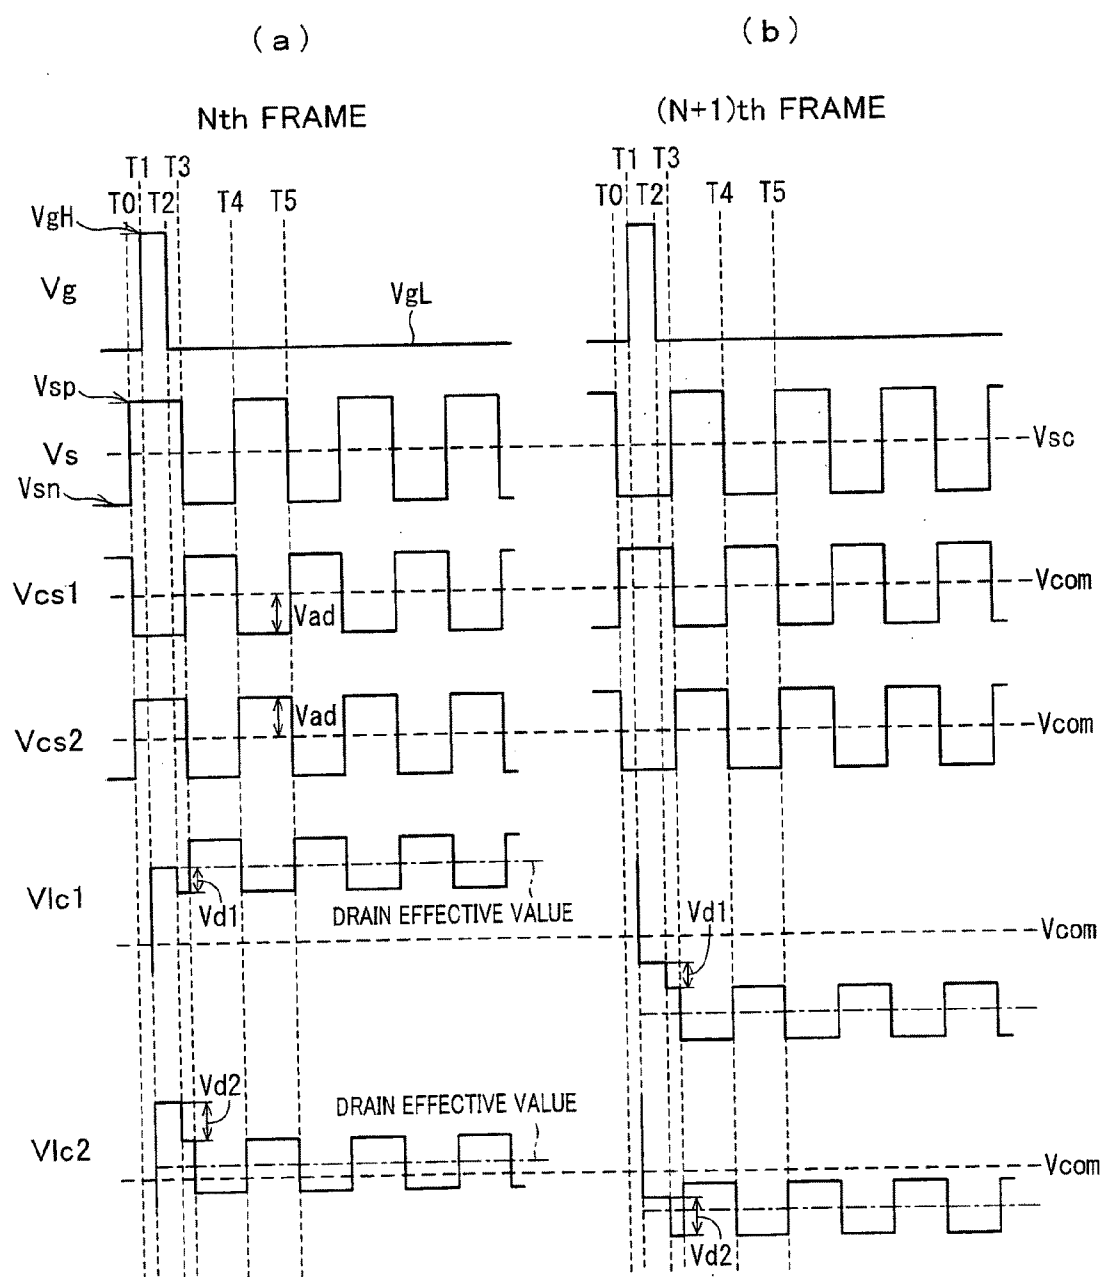 (a)
(b)
Nth FRAME
(N+1)th FRAME
T1 T3
T0 T2 T4 T5
T1 T3
T0 T2 T4 T5
VgH
Vg
VgL
Vsp
Vs
Vsn
Vsc
Vcs1
Vad
Vcom
Vcs2
Vad
Vcom
Vlc1
Vd1
DRAIN EFFECTIVE VALUE
Vd1
Vcom
Vd2
DRAIN EFFECTIVE VALUE
Vlc2
Vcom
Vd2